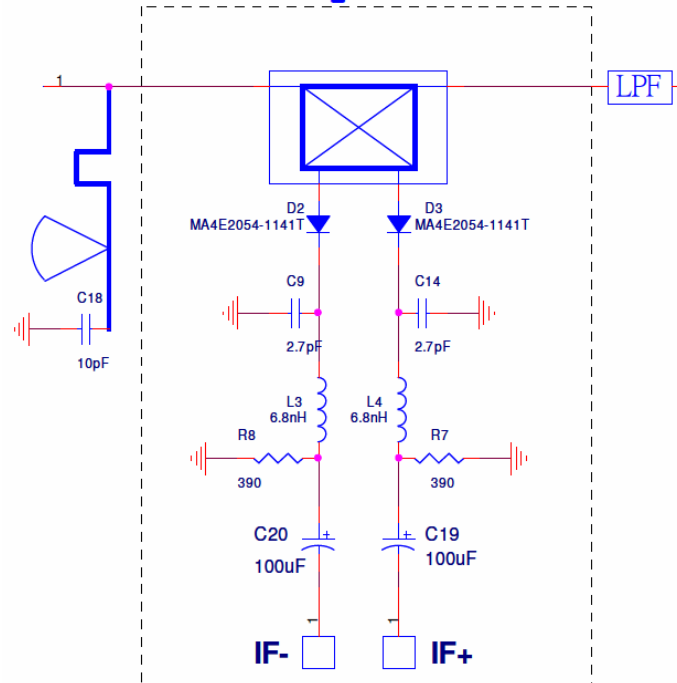 1
LPF
D2
MA4E2054-1141T
D3
MA4E2054-1141T
C18
10pF
C9
2.7pF
C14
2.7pF
L3
6.8nH
L4
6.8nH
R8
390
R7
390
C20
+
100uF
C19
+
100uF
1
1
IF-
IF+